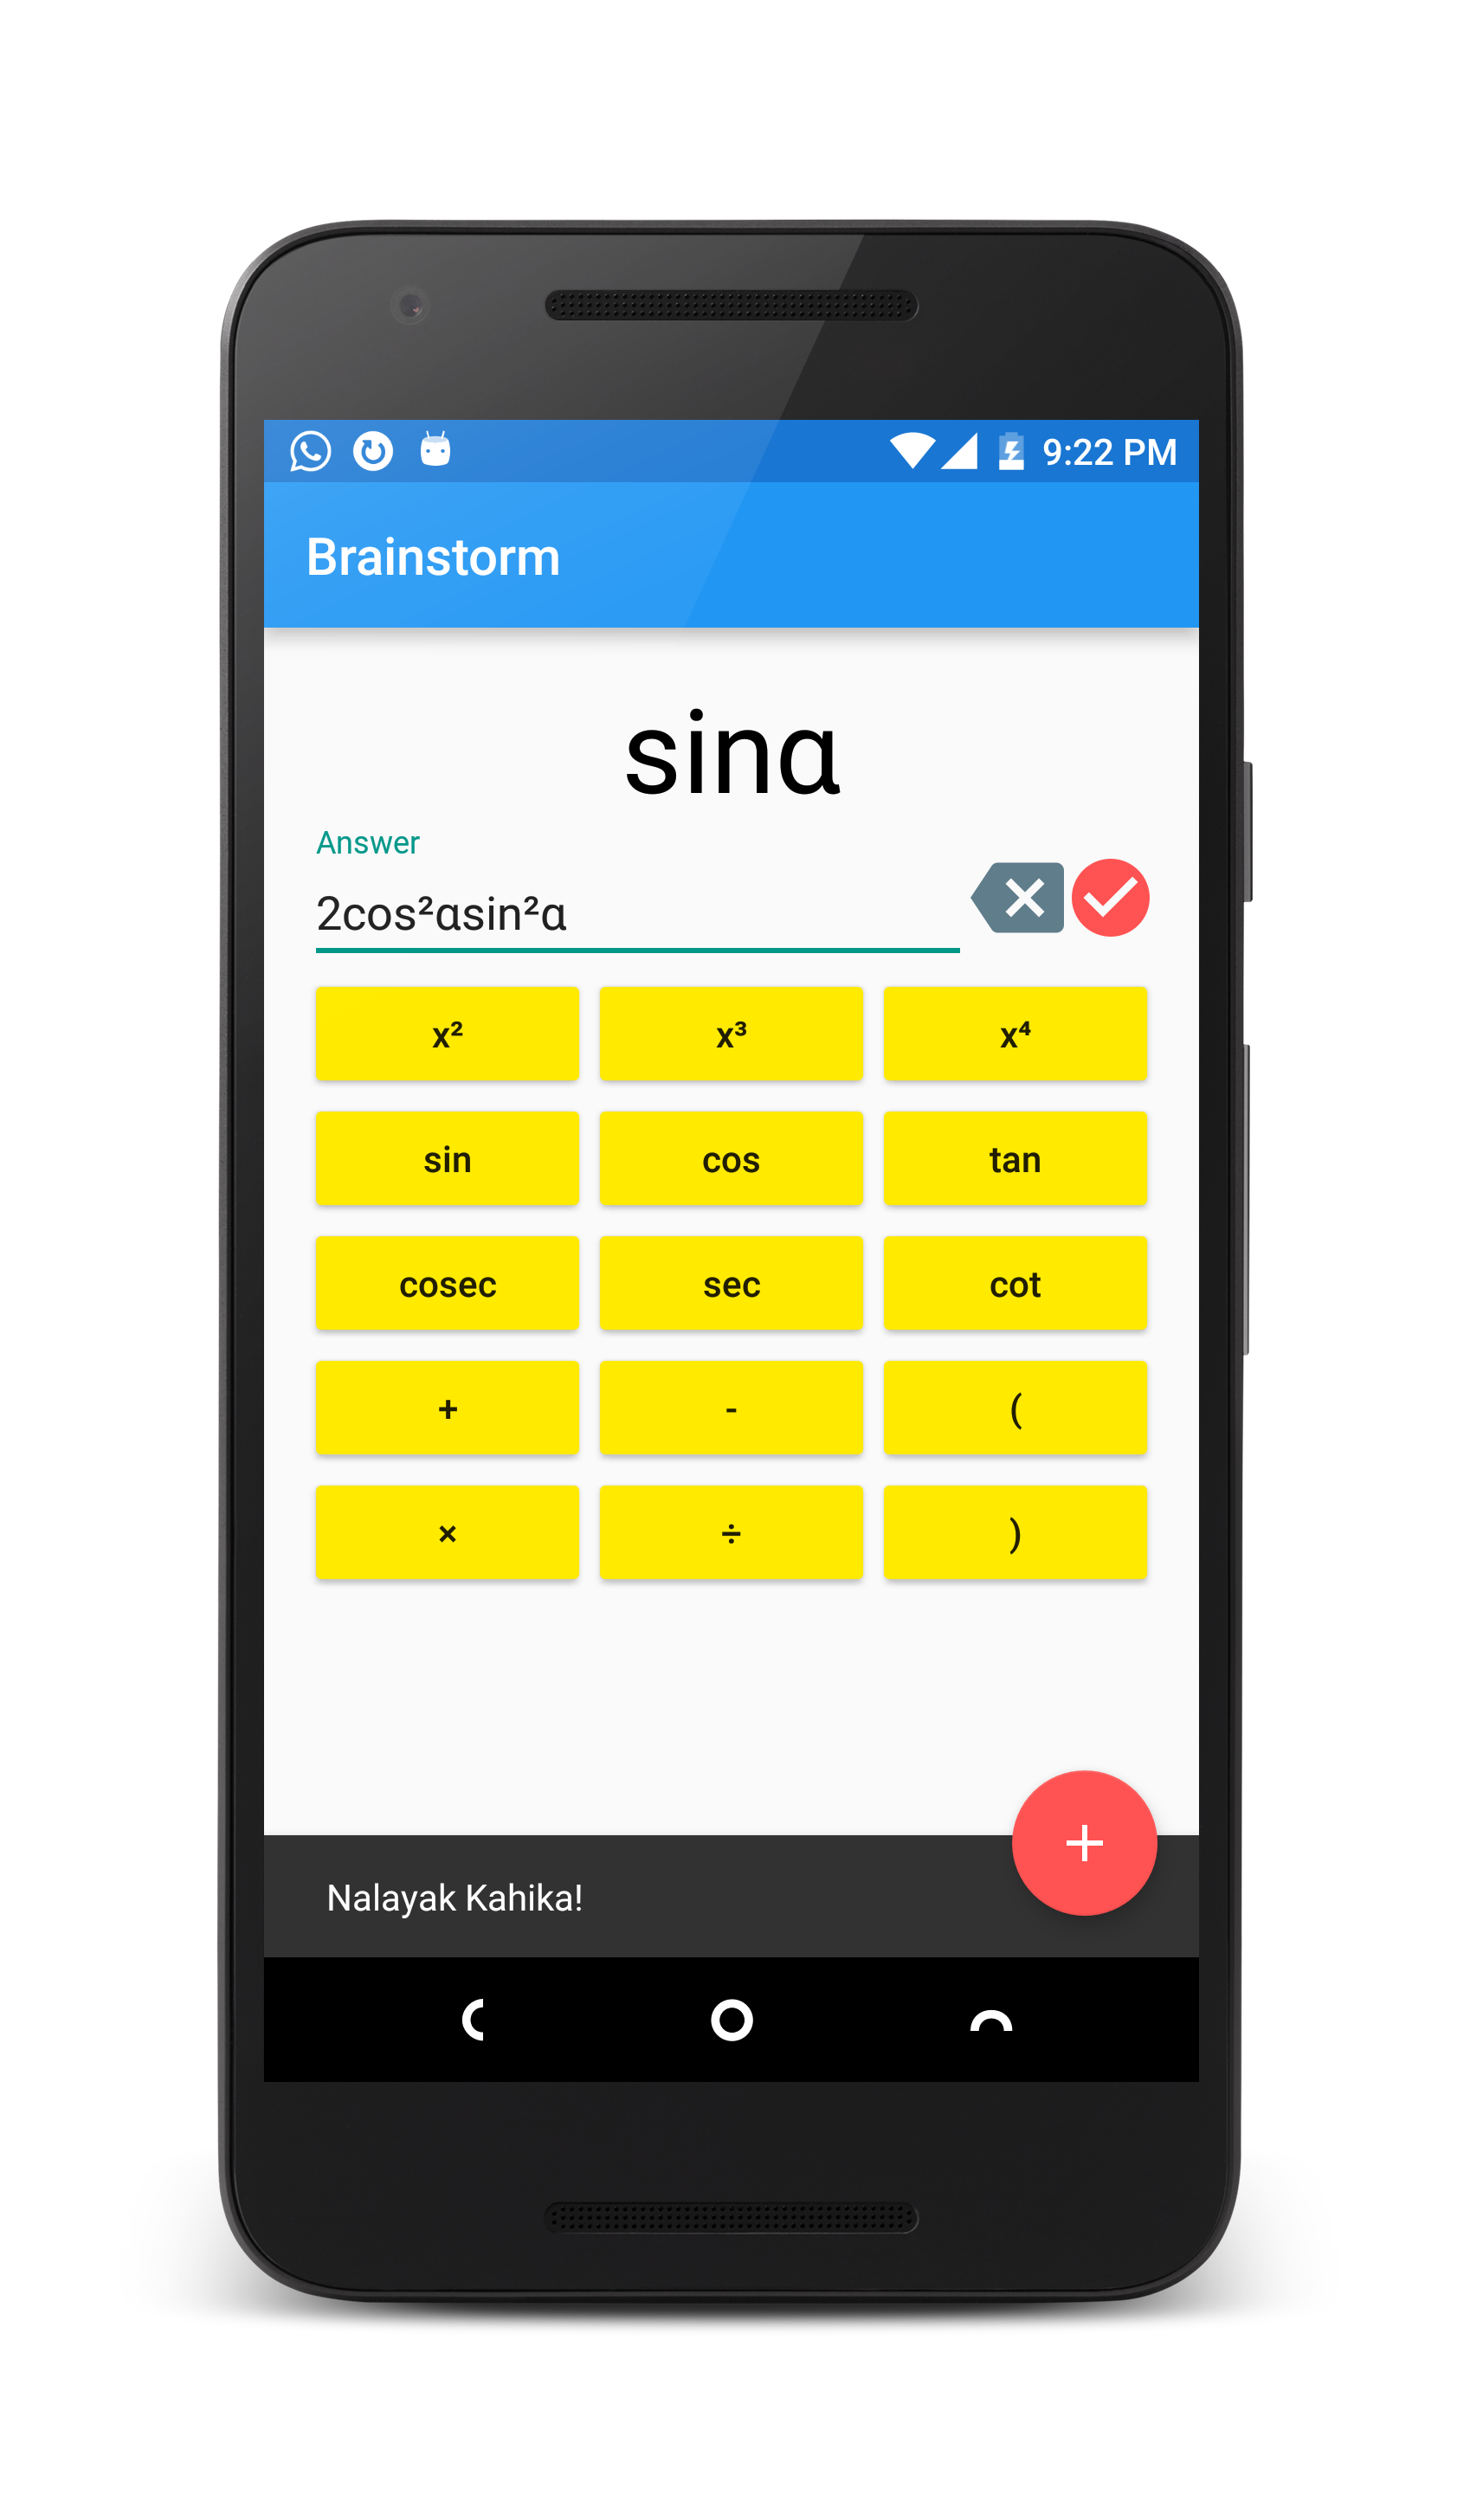 9:22 PM
Brainstorm
sinα
Answer
2cos²αsin²α
x² x³ x⁴
sin cos tan
cosec sec cot
+ - (
× ÷ )
+
Nalayak Kahika!